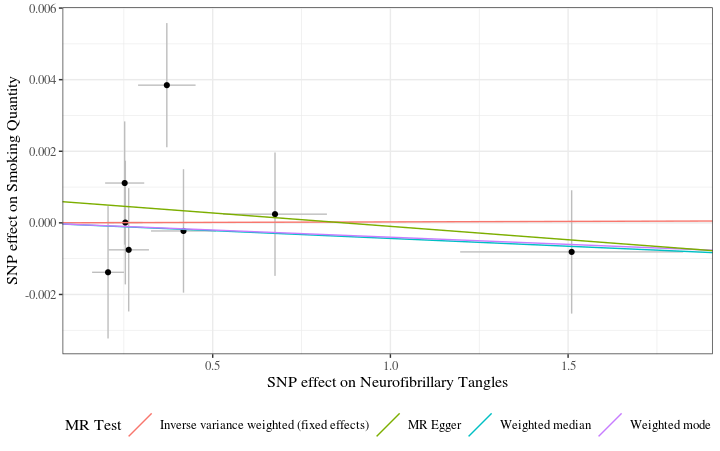 0.006
0.004
0.002
0.000
-0.002
SNP effect on Smoking Quantity
0.5
1.0
1.5
SNP effect on Neurofibrillary Tangles
MR Test
Inverse variance weighted (fixed effects)
MR Egger
Weighted median
Weighted mode